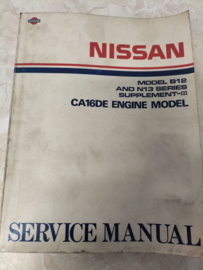 NISSAN
MODEL B12
AND N13 SERIES
SUPPLEMENT-III
CA16DE ENGINE MODEL
SERVICE MANUAL